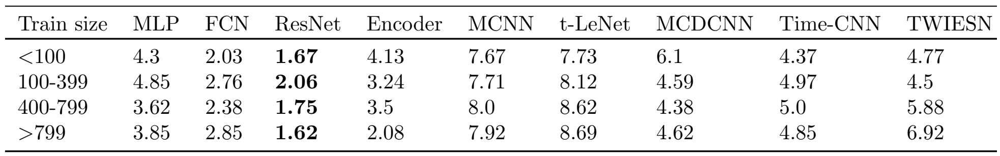 Train size MLP FCN ResNet Encoder MCNN t-LeNet MCDCNN Time-CNN TWIESN
<100 4.3 2.03 1.67 4.13 7.67 7.73 6.1 4.37 4.77
100-399 4.85 2.76 2.06 3.24 7.71 8.12 4.59 4.97 4.5
400-799 3.62 2.38 1.75 3.5 8.0 8.62 4.38 5.0 5.88
>799 3.85 2.85 1.62 2.08 7.92 8.69 4.62 4.85 6.92